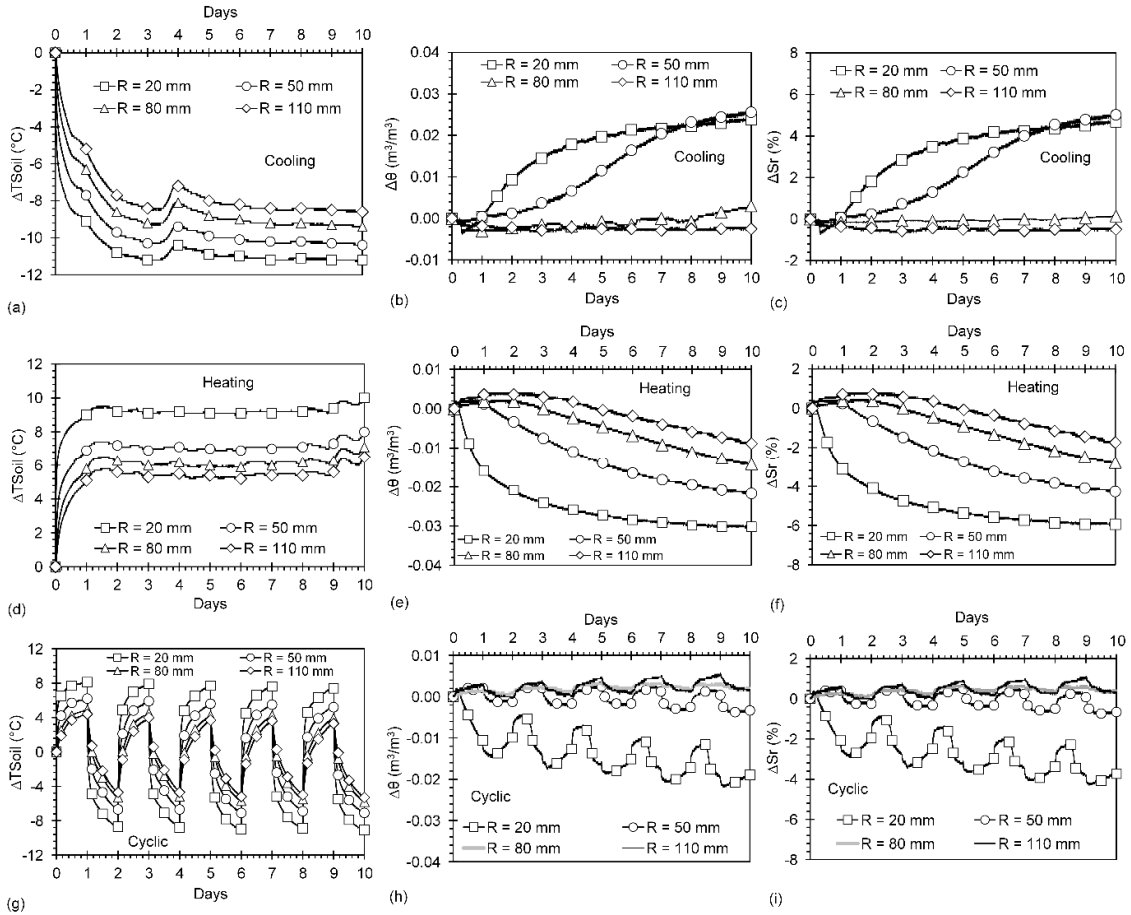 Days
0 1 2 3 4 5 6 7 8 9 10
0
-2
-4
-6
-8
-10
-12
ΔTSoil (°C)
R = 20 mm
R = 50 mm
R = 80 mm
R = 110 mm
Cooling
(a)
0.04
0.03
0.02
0.01
0.00
-0.01
Δθ (m³/m³)
R = 20 mm
R = 50 mm
R = 80 mm
R = 110 mm
Cooling
0 1 2 3 4 5 6 7 8 9 10
Days
(b)
8
6
4
2
0
-2
ΔSr (%)
R = 20 mm
R = 50 mm
R = 80 mm
R = 110 mm
Cooling
0 1 2 3 4 5 6 7 8 9 10
Days
(c)
12
10
8
6
4
2
0
ΔTSoil (°C)
Heating
R = 20 mm
R = 50 mm
R = 80 mm
R = 110 mm
0 1 2 3 4 5 6 7 8 9 10
Days
(d)
Days
0 1 2 3 4 5 6 7 8 9 10
0.01
0.00
-0.01
-0.02
-0.03
-0.04
Δθ (m³/m³)
Heating
R = 20 mm
R = 50 mm
R = 80 mm
R = 110 mm
(e)
Days
0 1 2 3 4 5 6 7 8 9 10
2
0
-2
-4
-6
-8
ΔSr (%)
Heating
R = 20 mm
R = 50 mm
R = 80 mm
R = 110 mm
(f)
12
8
4
0
-4
-8
-12
ΔTSoil (°C)
R = 20 mm
R = 50 mm
R = 80 mm
R = 110 mm
Cyclic
0 1 2 3 4 5 6 7 8 9 10
Days
(g)
Days
0 1 2 3 4 5 6 7 8 9 10
0.01
0.00
-0.01
-0.02
-0.03
-0.04
Δθ (m³/m³)
Cyclic
R = 20 mm
R = 50 mm
R = 80 mm
R = 110 mm
(h)
Days
0 1 2 3 4 5 6 7 8 9 10
2
0
-2
-4
-6
-8
ΔSr (%)
Cyclic
R = 20 mm
R = 50 mm
R = 80 mm
R = 110 mm
(i)